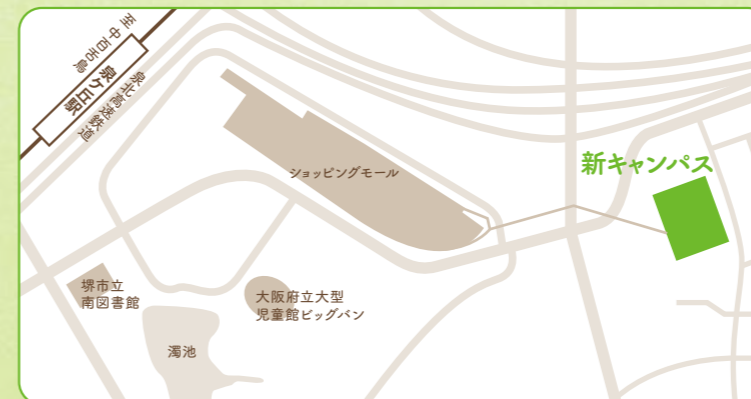 至中百舌鳥
泉北高速鉄道
泉ケ丘駅
ショッピングモール
新キャンパス
堺市立
南図書館
大阪府立大型
児童館ビッグバン
濁池